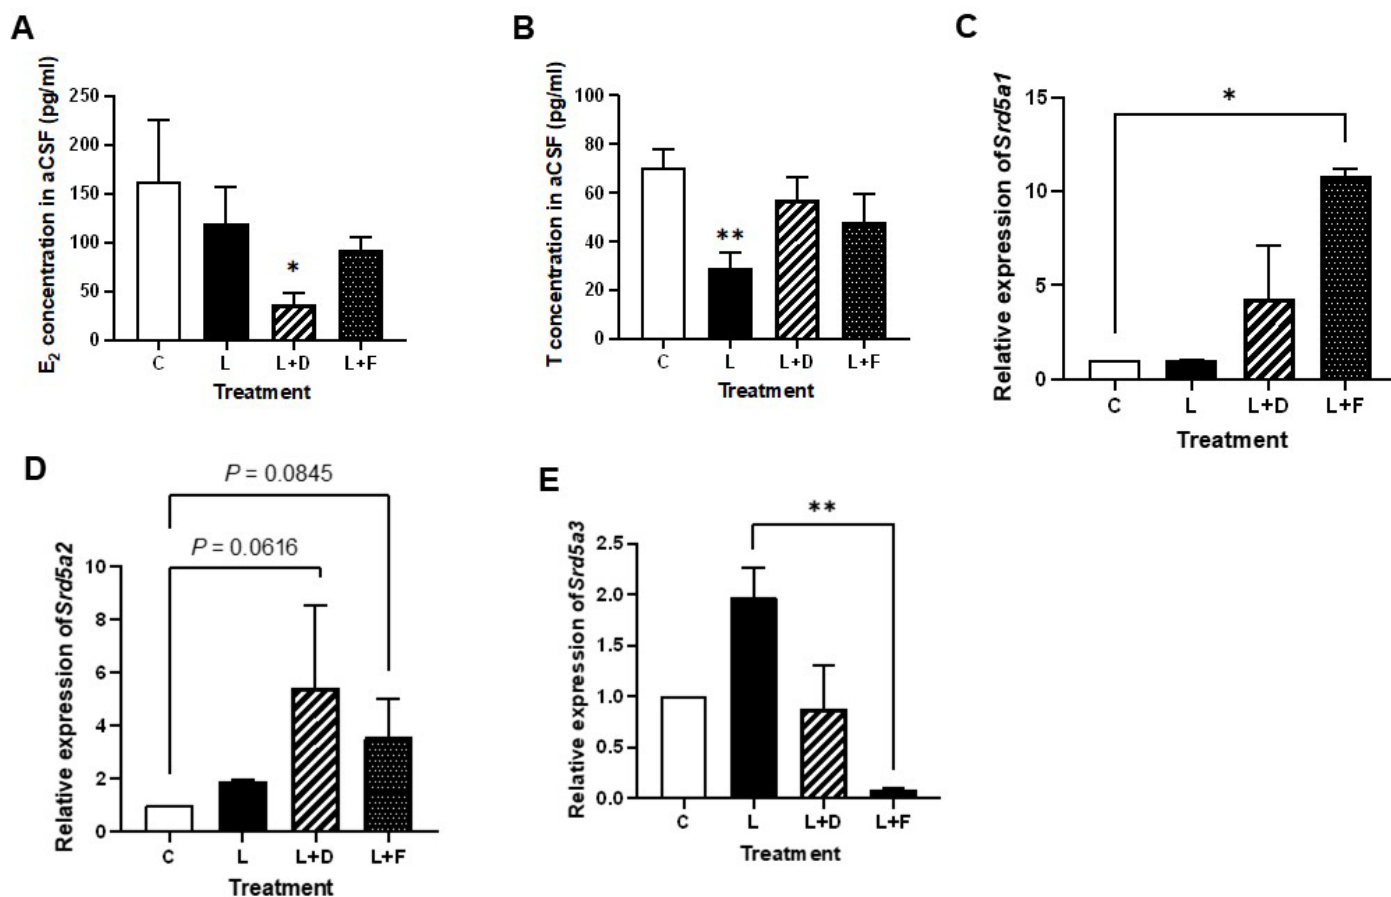 A
E2 concentration in aCSF (pg/ml)
250
200
150
100
50
0
*
C L L+D L+F
Treatment
B
T concentration in aCSF (pg/ml)
100
80
60
40
20
0
**
C L L+D L+F
Treatment
C
Relative expression of Srd5a1
15
10
5
0
*
C L L+D L+F
Treatment
D
Relative expression of Srd5a2
10
8
6
4
2
0
P = 0.0845
P = 0.0616
C L L+D L+F
Treatment
E
Relative expression of Srd5a3
2.5
2.0
1.5
1.0
0.5
0.0
**
C L L+D L+F
Treatment